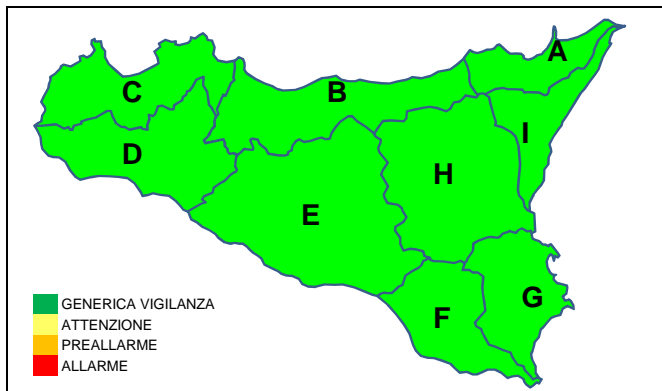 A
C
B
I
D
H
E
G
F
GENERICA VIGILANZA
ATTENZIONE
PREALLARME
ALLARME